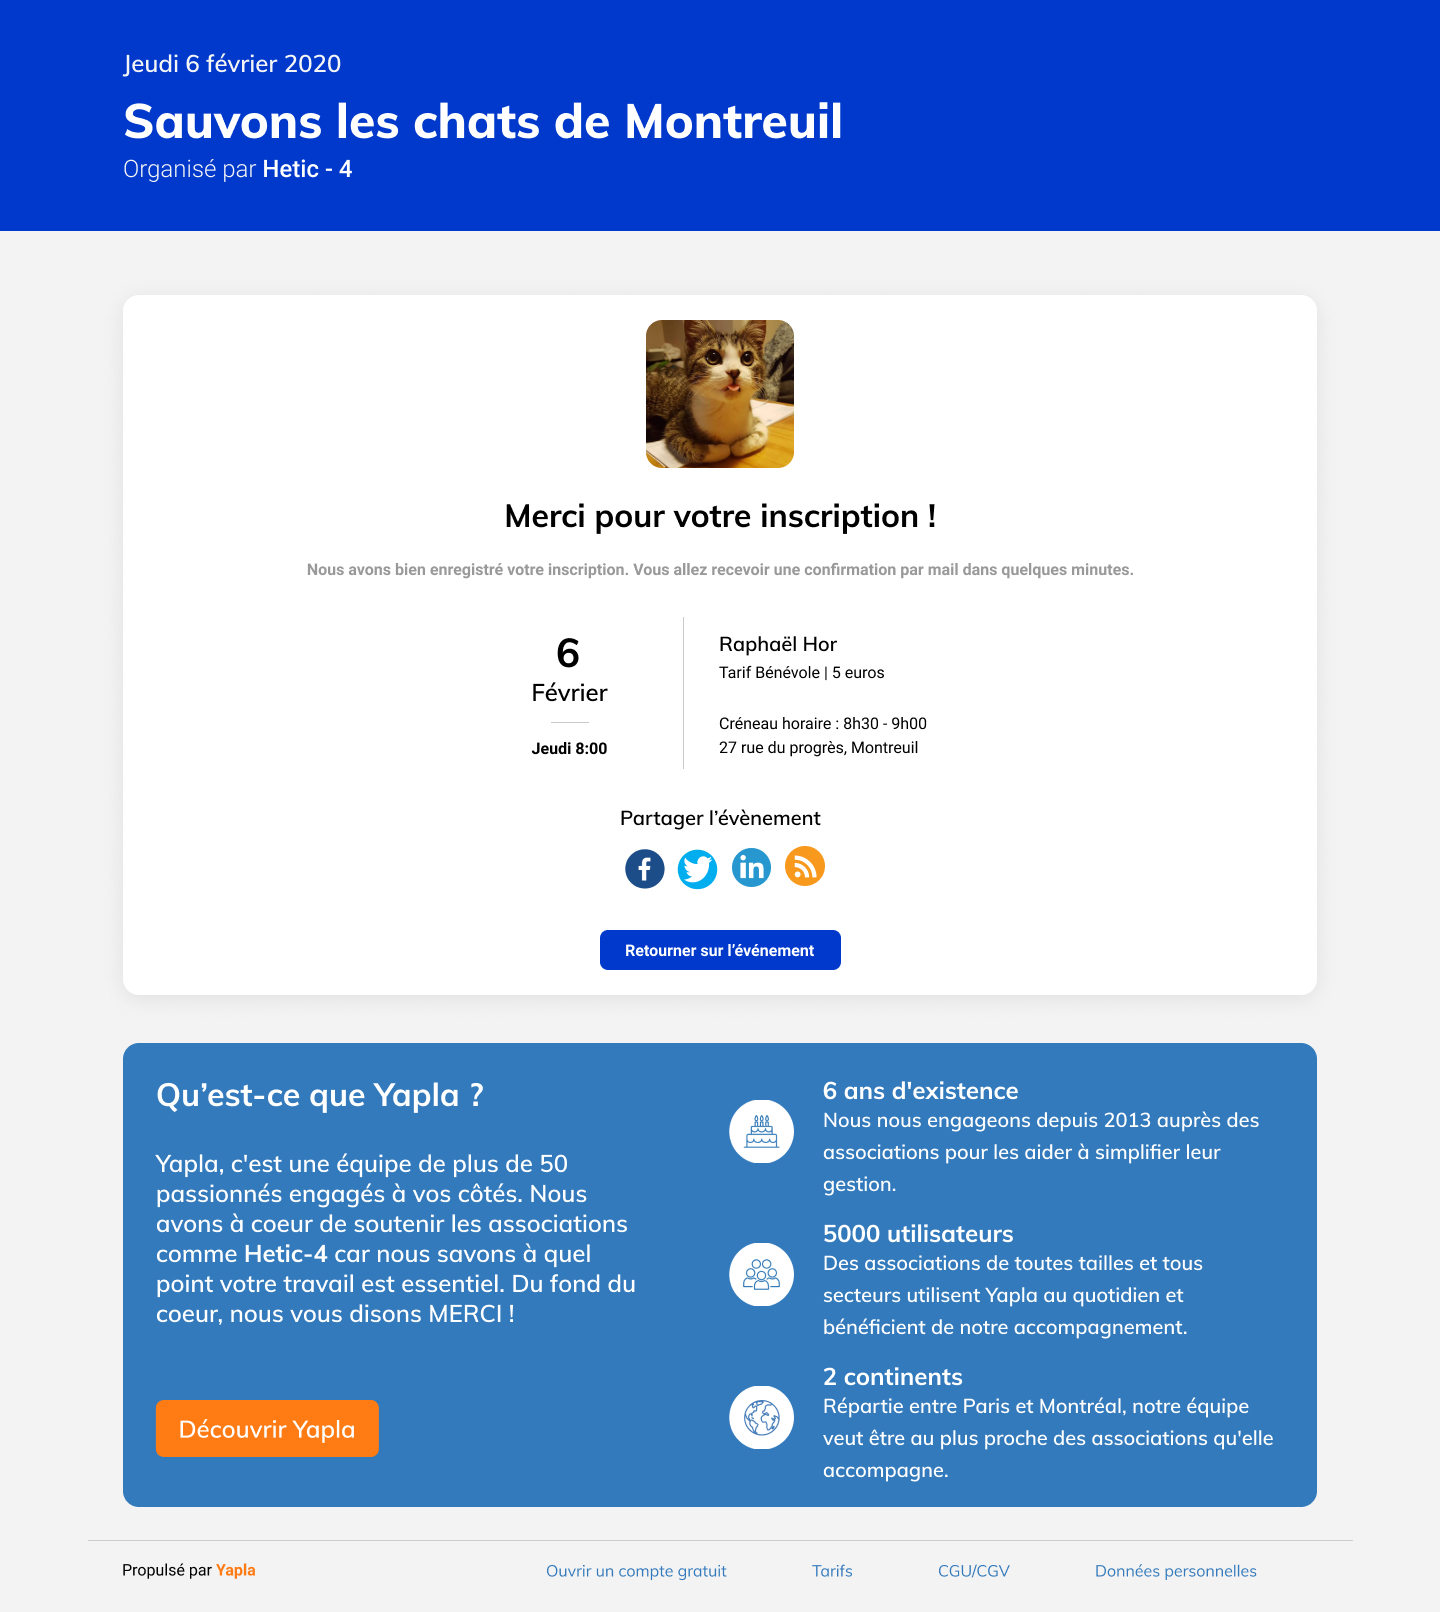 Jeudi 6 février 2020
Sauvons les chats de Montreuil
Organisé par Hetic - 4
Merci pour votre inscription !
Nous avons bien enregistré votre inscription. Vous allez recevoir une confirmation par mail dans quelques minutes.
6
Février
Jeudi 8:00
Raphaël Hor
Tarif Bénévole | 5 euros
Créneau horaire : 8h30 - 9h00
27 rue du progrès, Montreuil
Partager l’évènement
f
in
Retourner sur l’événement
Qu’est-ce que Yapla ?
Yapla, c'est une équipe de plus de 50
passionnés engagés à vos côtés. Nous
avons à coeur de soutenir les associations
comme Hetic-4 car nous savons à quel
point votre travail est essentiel. Du fond du
coeur, nous vous disons MERCI !
Découvrir Yapla
6 ans d'existence
Nous nous engageons depuis 2013 auprès des
associations pour les aider à simplifier leur
gestion.
5000 utilisateurs
Des associations de toutes tailles et tous
secteurs utilisent Yapla au quotidien et
bénéficient de notre accompagnement.
2 continents
Répartie entre Paris et Montréal, notre équipe
veut être au plus proche des associations qu'elle
accompagne.
Propulsé par Yapla
Ouvrir un compte gratuit
Tarifs
CGU/CGV
Données personnelles